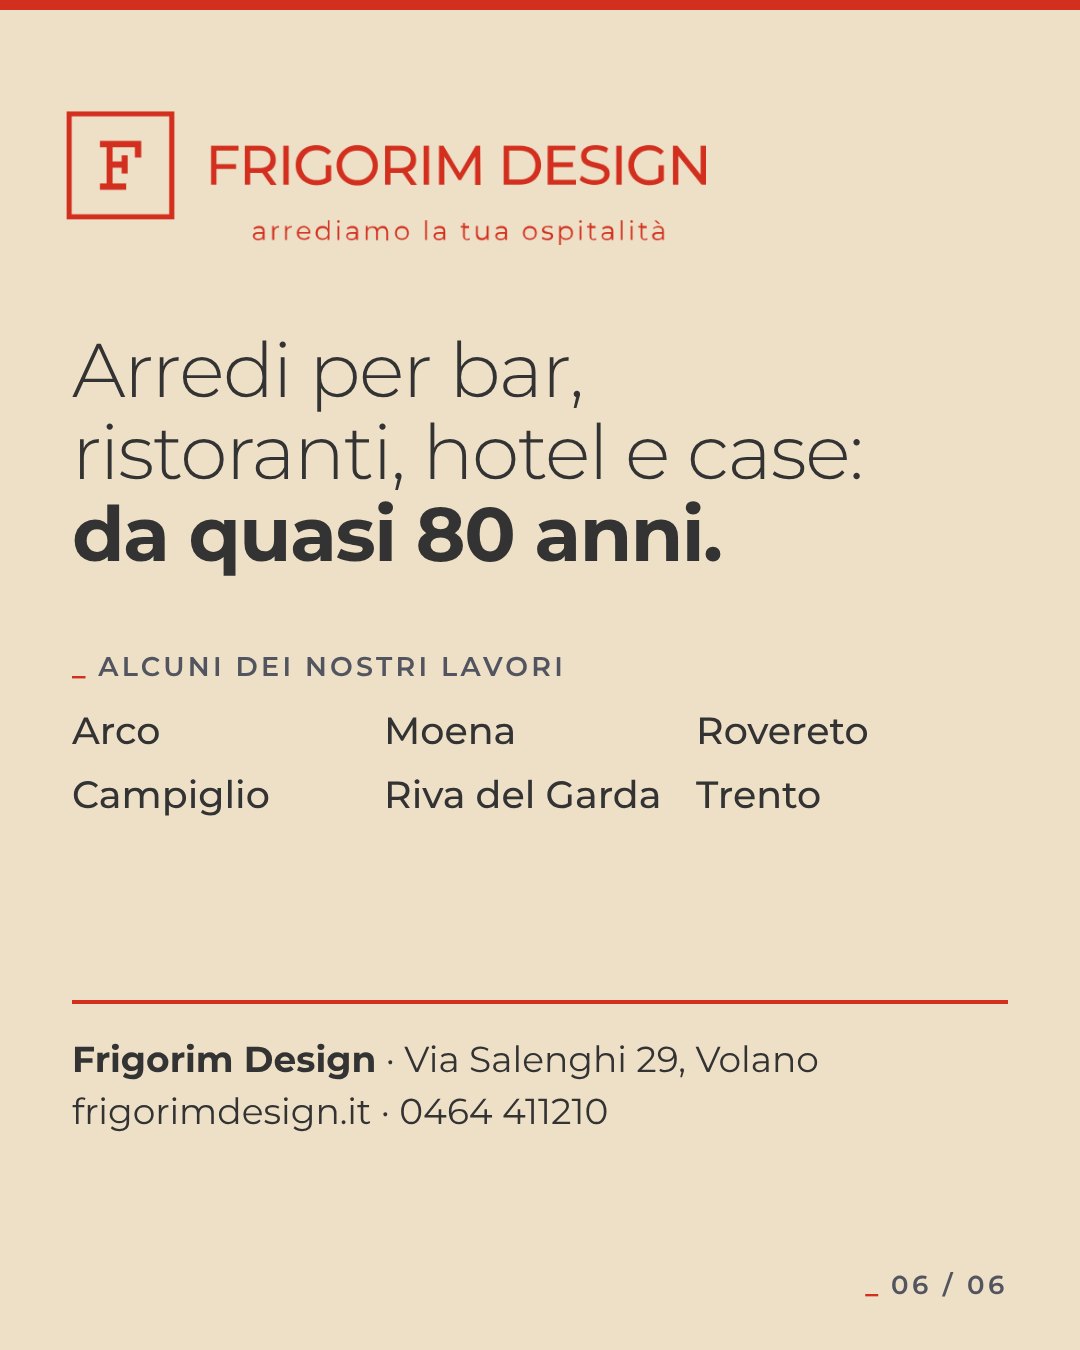 F
FRIGORIM DESIGN
arrediamo la tua ospitalità
Arredi per bar,
ristoranti, hotel e case:
da quasi 80 anni.
_ ALCUNI DEI NOSTRI LAVORI
Arco Moena Rovereto
Campiglio Riva del Garda Trento
Frigorim Design · Via Salenghi 29, Volano
frigorimdesign.it · 0464 411210
_ 06 / 06